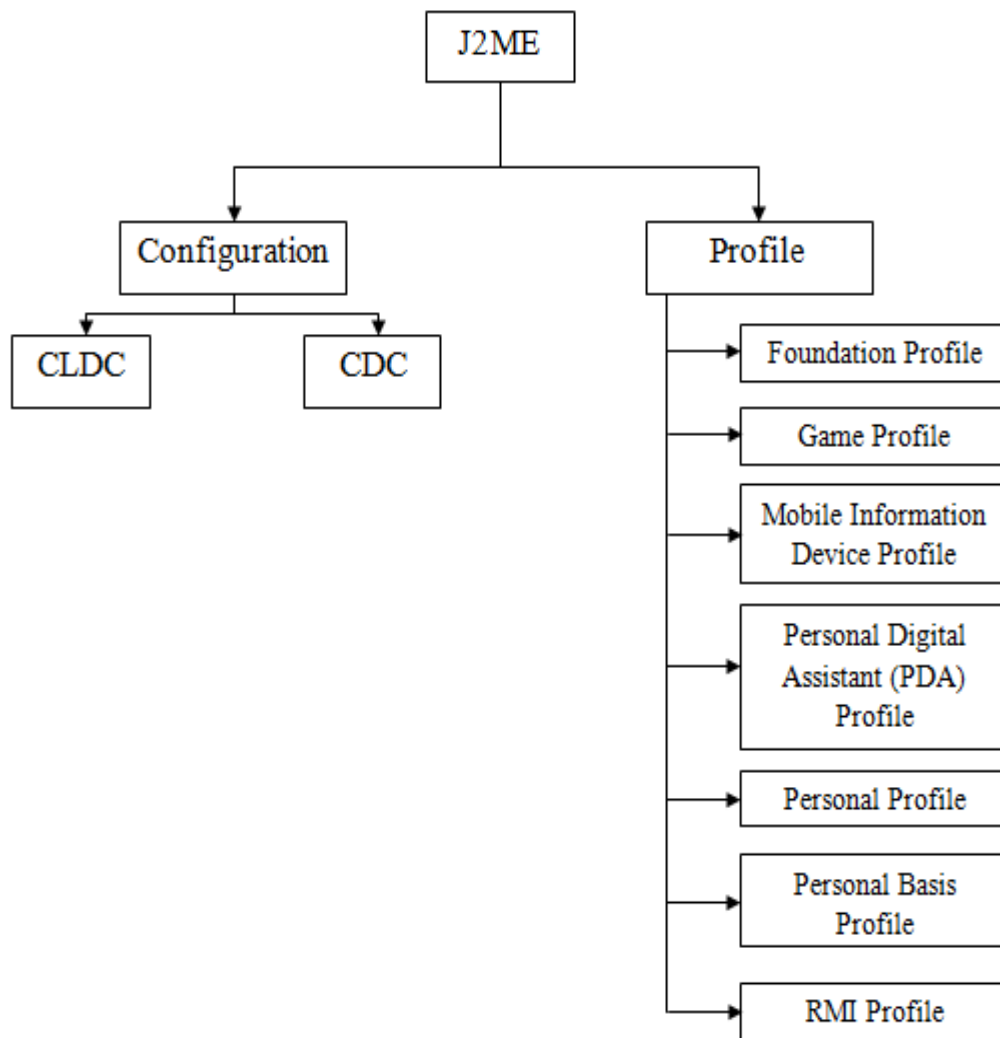 J2ME
Configuration
Profile
CLDC
CDC
Foundation Profile
Game Profile
Mobile Information
Device Profile
Personal Digital
Assistant (PDA)
Profile
Personal Profile
Personal Basis
Profile
RMI Profile